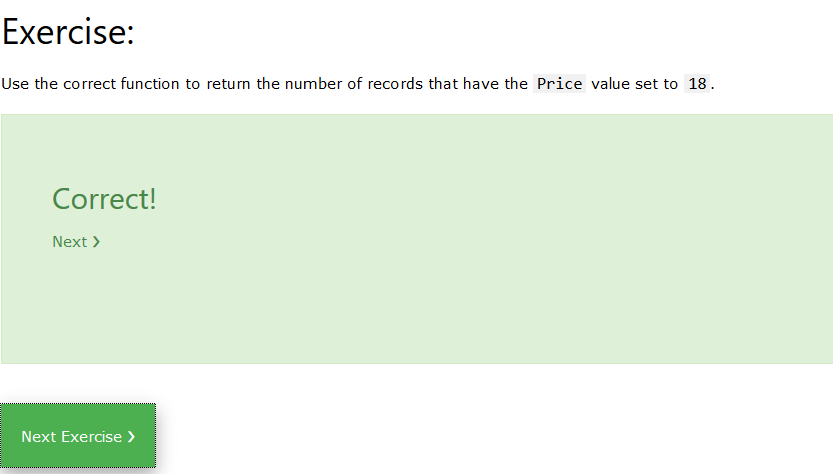 Exercise:
Use the correct function to return the number of records that have the Price value set to 18.
Correct!
Next ❯
Next Exercise ❯